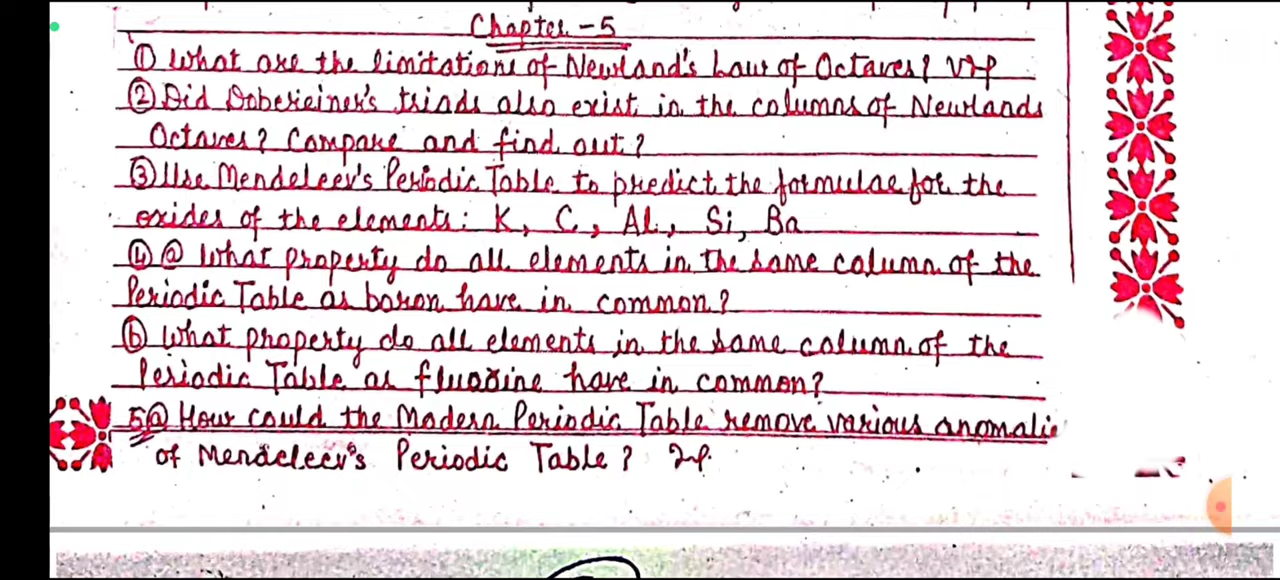 Chapter - 5
① What are the limitations of Newland's Law of Octaves? VVP
② Did Dobereiner's triads also exist in the columns of Newlands
Octaves? Compare and find out?
③ Use Mendeleev's Periodic Table to predict the formulae for the
oxides of the elements: K, C, Al, Si, Ba
④ ⓐ What property do all elements in the same column of the
Periodic Table as boron have in common?
ⓑ What property do all elements in the same column of the
Periodic Table as fluorine have in common?
5ⓐ How could the Modern Periodic Table remove various anomalie
of Mendeleev's Periodic Table?